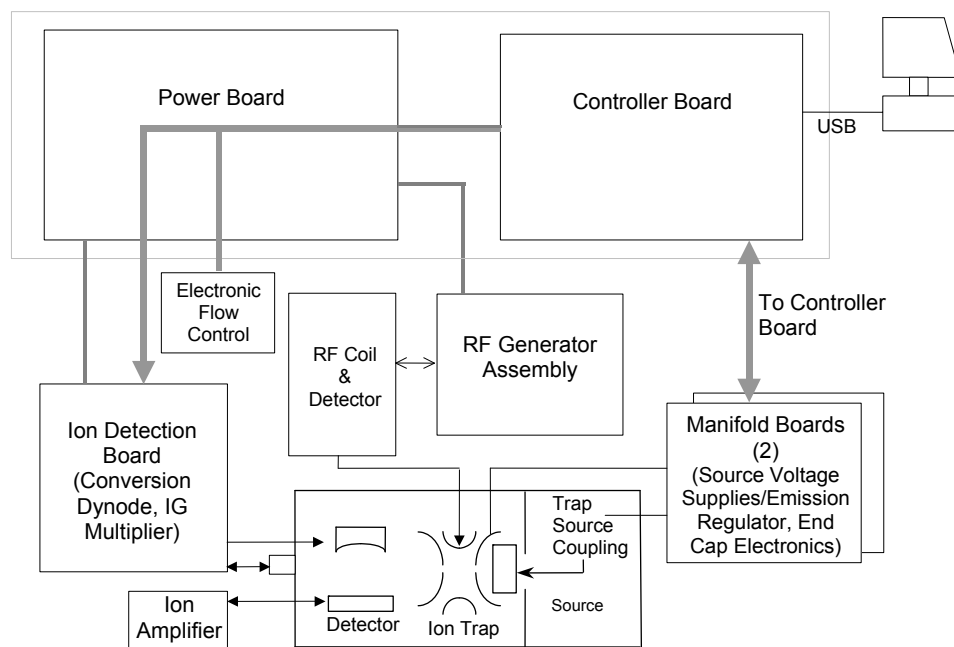 Power Board
Controller Board
USB
Electronic
Flow
Control
RF Coil
&
Detector
RF Generator
Assembly
To Controller
Board
Ion Detection
Board
(Conversion
Dynode, IG
Multiplier)
Manifold Boards
(2)
(Source Voltage
Supplies/Emission
Regulator, End
Cap Electronics)
Trap
Source
Coupling
Source
Ion
Amplifier
Detector
Ion Trap